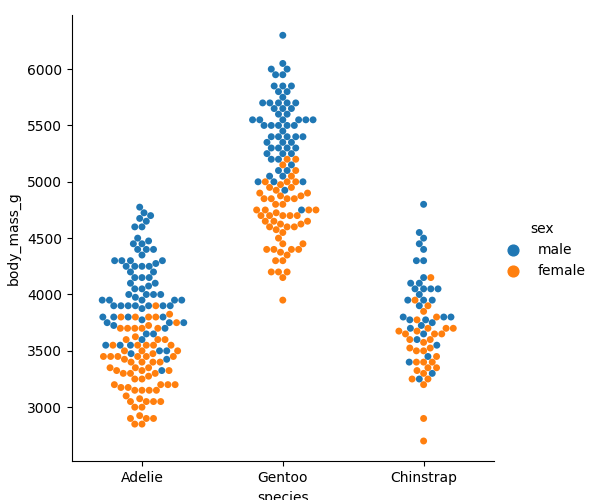 body_mass_g
6000
5500
5000
4500
4000
3500
3000
Adelie Gentoo Chinstrap
species
sex
male
female